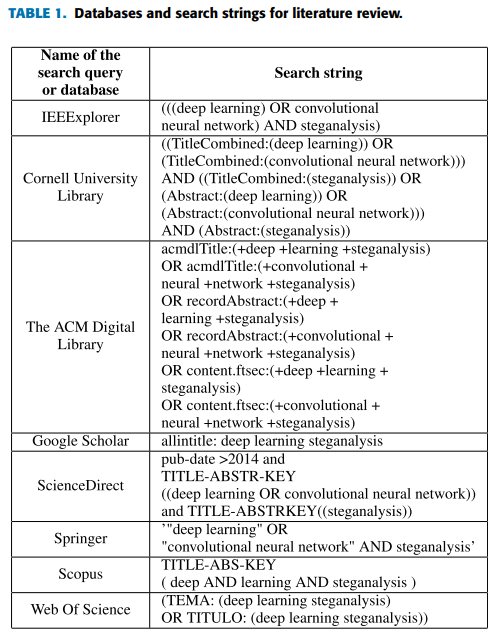 TABLE 1. Databases and search strings for literature review.
Name of the
search query
or database
Search string
IEEExplorer
(((deep learning) OR convolutional
neural network) AND steganalysis)
Cornell University
Library
((TitleCombined:(deep learning)) OR
(TitleCombined:(convolutional neural network)))
AND ((TitleCombined:(steganalysis)) OR
(Abstract:(deep learning)) OR
(Abstract:(convolutional neural network)))
AND (Abstract:(steganalysis))
The ACM Digital
Library
acmdlTitle:(+deep +learning +steganalysis)
OR acmdlTitle:(+convolutional +
neural +network +steganalysis)
OR recordAbstract:(+deep +
learning +steganalysis)
OR recordAbstract:(+convolutional +
neural +network +steganalysis)
OR content.ftsec:(+deep +learning +
steganalysis)
OR content.ftsec:(+convolutional +
neural +network +steganalysis)
Google Scholar
allintitle: deep learning steganalysis
ScienceDirect
pub-date >2014 and
TITLE-ABSTR-KEY
((deep learning OR convolutional neural network))
and TITLE-ABSTRKEY((steganalysis))
Springer
’"deep learning" OR
"convolutional neural network" AND steganalysis’
Scopus
TITLE-ABS-KEY
( deep AND learning AND steganalysis )
Web Of Science
(TEMA: (deep learning steganalysis)
OR TITULO: (deep learning steganalysis))